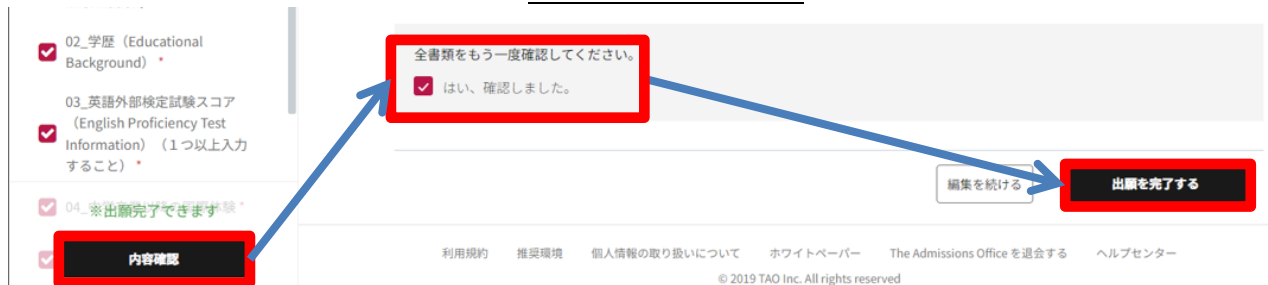 02_学歴（Educational
Background） *
03_英語外部検定試験スコア
（English Proficiency Test
Information）（１つ以上入力
すること） *
04_
※出願完了できます
内容確認
全書類をもう一度確認してください。
はい、確認しました。
編集を続ける
出願を完了する
利用規約 推奨環境 個人情報の取り扱いについて ホワイトペーパー The Admissions Office を退会する ヘルプセンター
© 2019 TAO Inc. All rights reserved